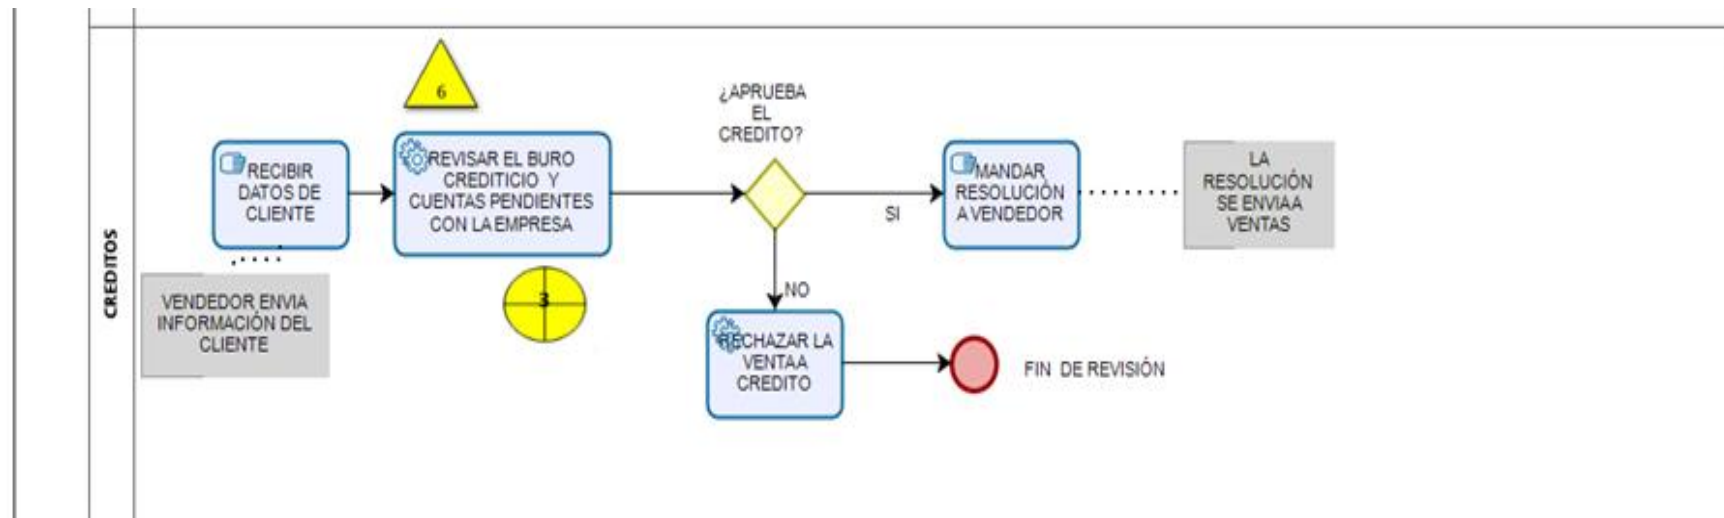 CREDITOS
6
RECIBIR
DATOS DE
CLIENTE
VENDEDOR ENVIA
INFORMACIÓN DEL
CLIENTE
REVISAR EL BURO
CREDITICIO Y
CUENTAS PENDIENTES
CON LA EMPRESA
3
¿APRUEBA
EL
CREDITO?
SI
NO
MANDAR
RESOLUCIÓN
A VENDEDOR
LA
RESOLUCIÓN
SE ENVIAA
VENTAS
RECHAZAR LA
VENTAA
CREDITO
FIN DE REVISIÓN